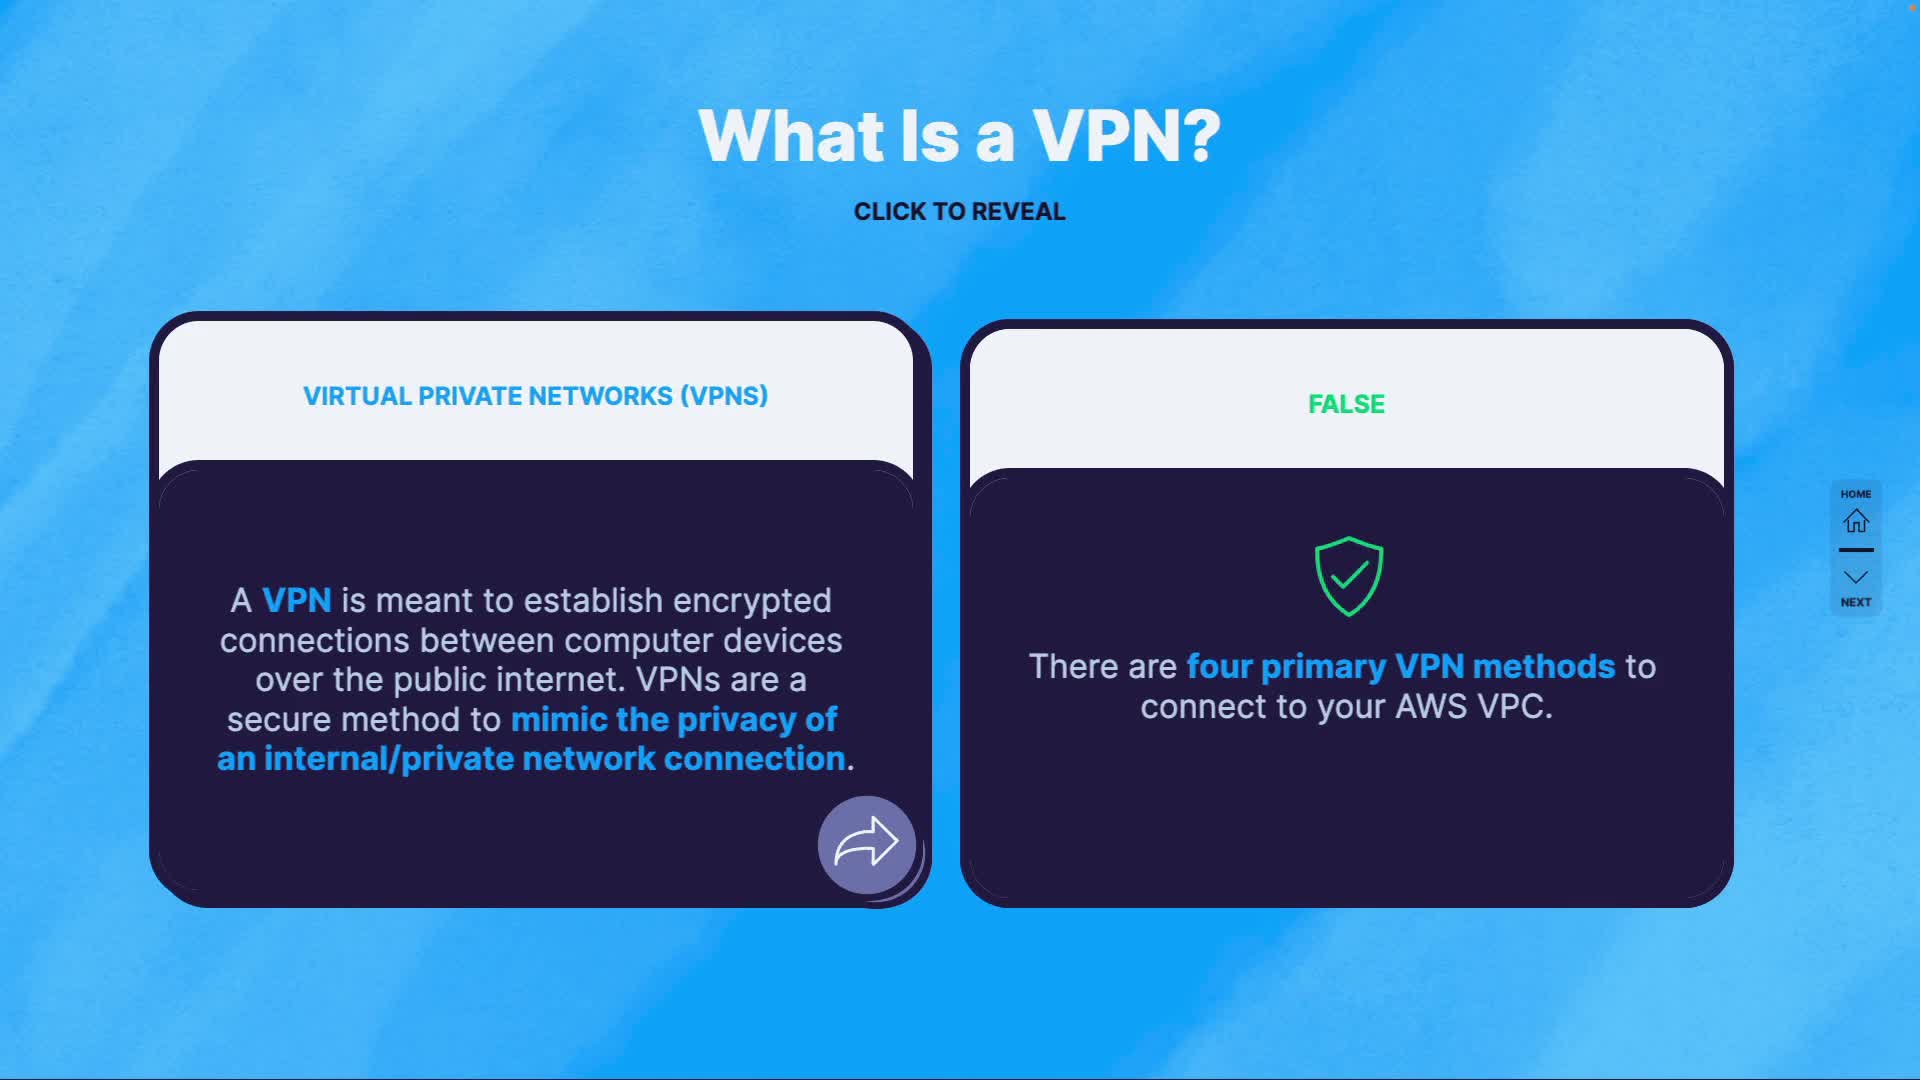 What Is a VPN?
CLICK TO REVEAL
VIRTUAL PRIVATE NETWORKS (VPNS)
A VPN is meant to establish encrypted
connections between computer devices
over the public internet. VPNs are a
secure method to mimic the privacy of
an internal/private network connection.
FALSE
There are four primary VPN methods to
connect to your AWS VPC.
HOME
NEXT